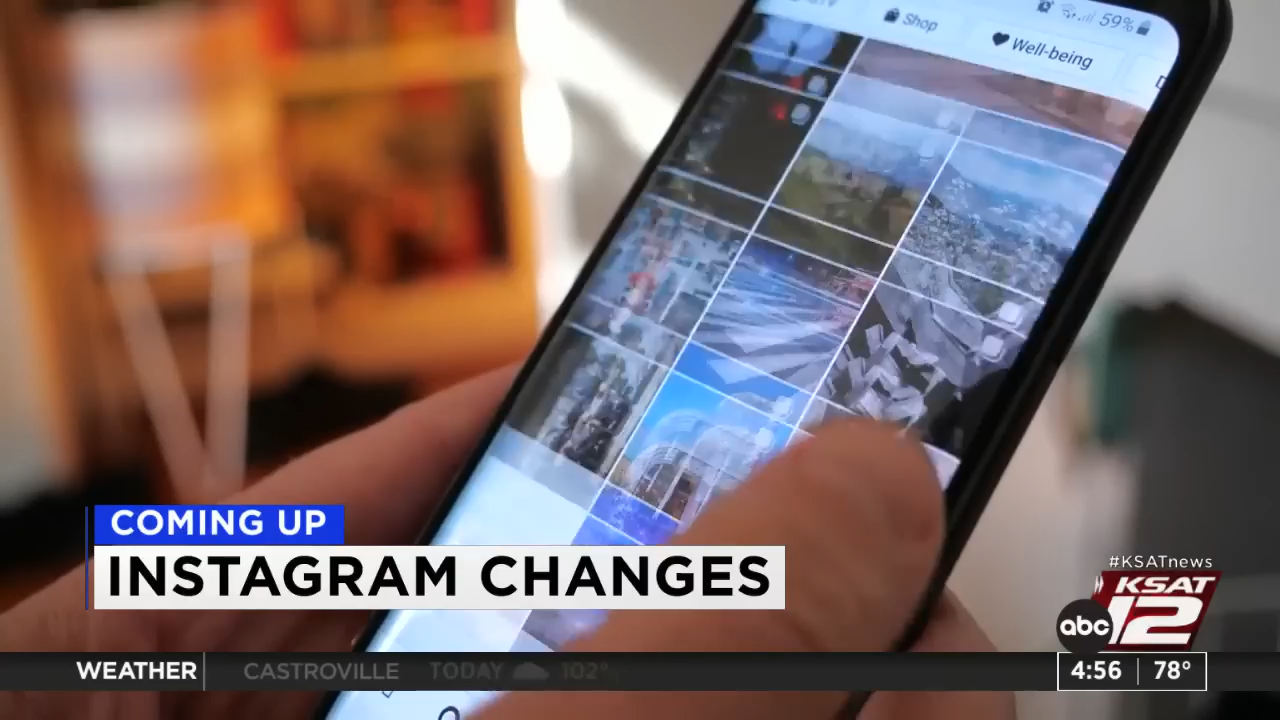 Shop
59%
Well-being
COMING UP
INSTAGRAM CHANGES
#KSATnews
KSAT
abc 12
WEATHER
CASTROVILLE
TODAY
102°
4:56
78°